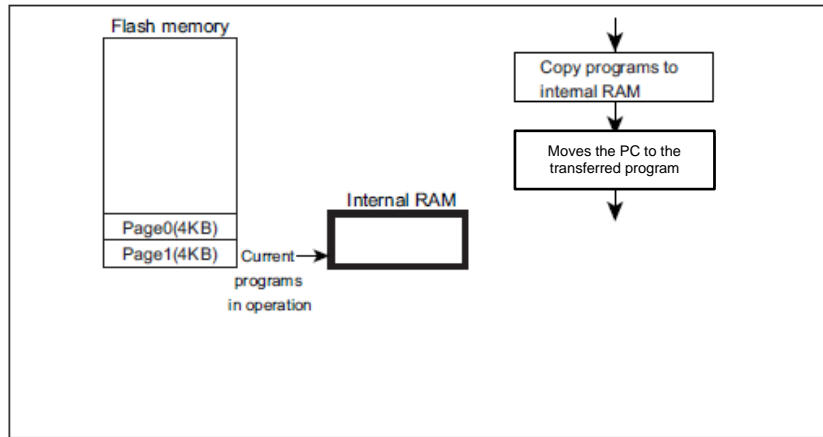 Flash memory
Page0(4KB)
Page1(4KB)
Current
programs
in operation
Internal RAM
Copy programs to
internal RAM
Moves the PC to the
transferred program